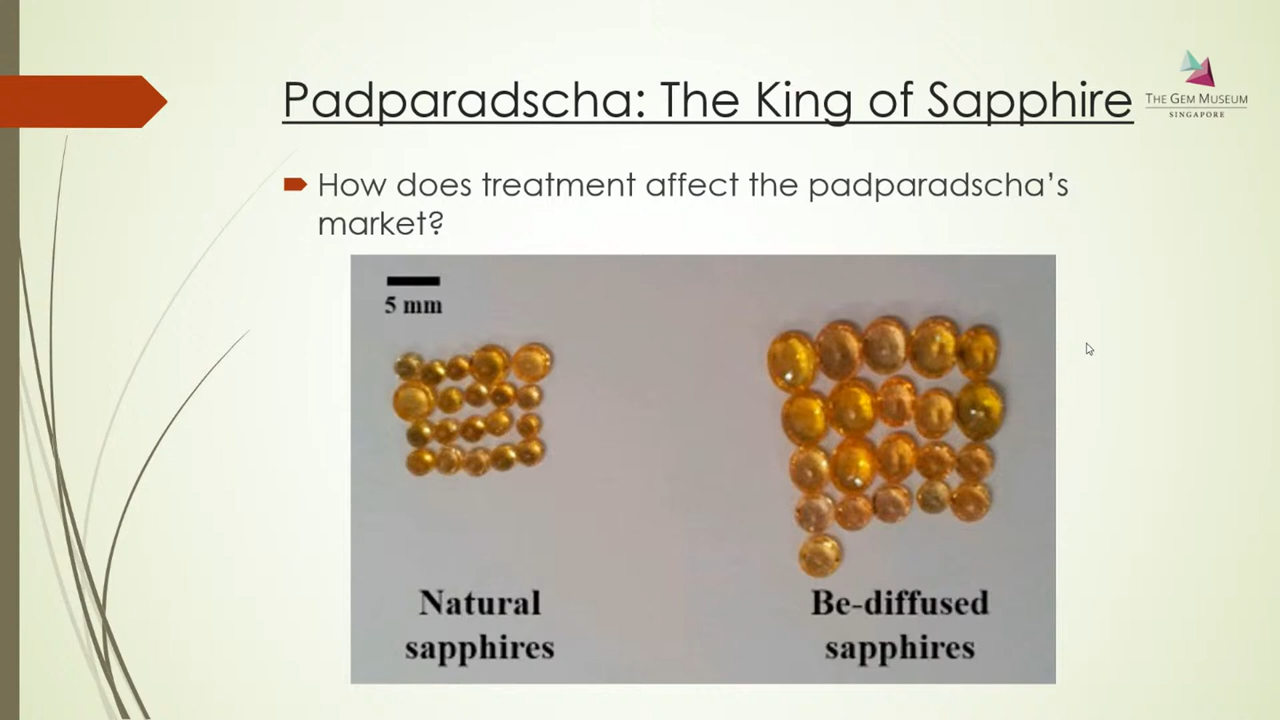 Padparadscha: The King of Sapphire
THE GEM MUSEUM
SINGAPORE
How does treatment affect the padparadscha’s
market?
5 mm
Natural
sapphires
Be-diffused
sapphires